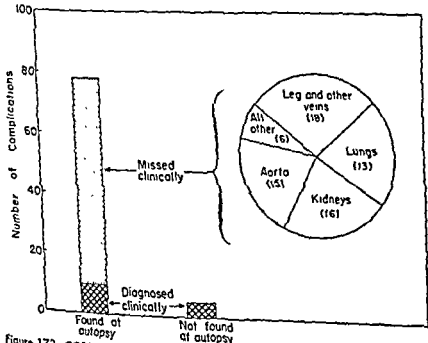 100
80
60
40
20
0
Number of Complications
Missed
clinically
Diagnosed
clinically
Found at
autopsy
Not found
at autopsy
Leg and other
veins
(18)
Lungs
(13)
Kidneys
(16)
Aorta
(15)
All
other
(6)
Figure 172